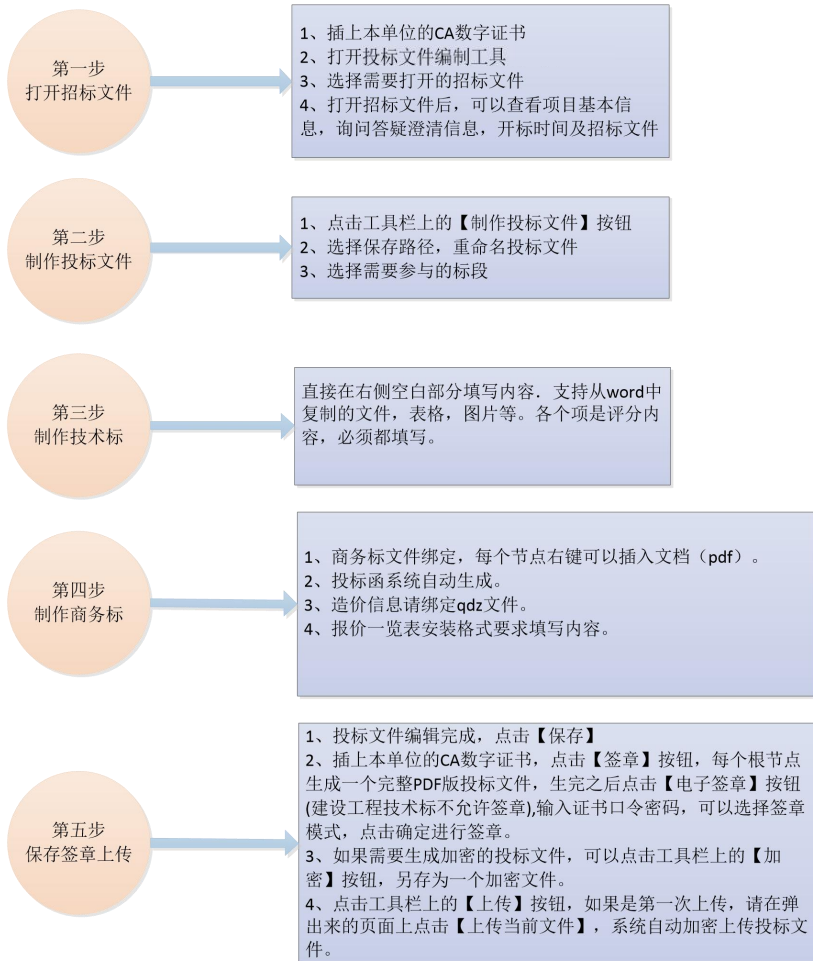 第一步
打开招标文件
1、插上本单位的CA数字证书
2、打开投标文件编制工具
3、选择需要打开的招标文件
4、打开招标文件后，可以查看项目基本信
息，询问答疑澄清信息，开标时间及招标文件
第二步
制作投标文件
1、点击工具栏上的【制作投标文件】按钮
2、选择保存路径，重命名投标文件
3、选择需要参与的标段
第三步
制作技术标
直接在右侧空白部分填写内容．支持从word中
复制的文件，表格，图片等。各个项是评分内
容，必须都填写。
第四步
制作商务标
1、商务标文件绑定，每个节点右键可以插入文档（pdf）。
2、投标函系统自动生成。
3、造价信息请绑定qdz文件。
4、报价一览表安装格式要求填写内容。
第五步
保存签章上传
1、投标文件编辑完成，点击【保存】
2、插上本单位的CA数字证书，点击【签章】按钮，每个根节点
生成一个完整PDF版投标文件，生完之后点击【电子签章】按钮
(建设工程技术标不允许签章),输入证书口令密码，可以选择签章
模式，点击确定进行签章。
3、如果需要生成加密的投标文件，可以点击工具栏上的【加
密】按钮，另存为一个加密文件。
4、点击工具栏上的【上传】按钮，如果是第一次上传，请在弹
出来的页面上点击【上传当前文件】，系统自动加密上传投标文
件。